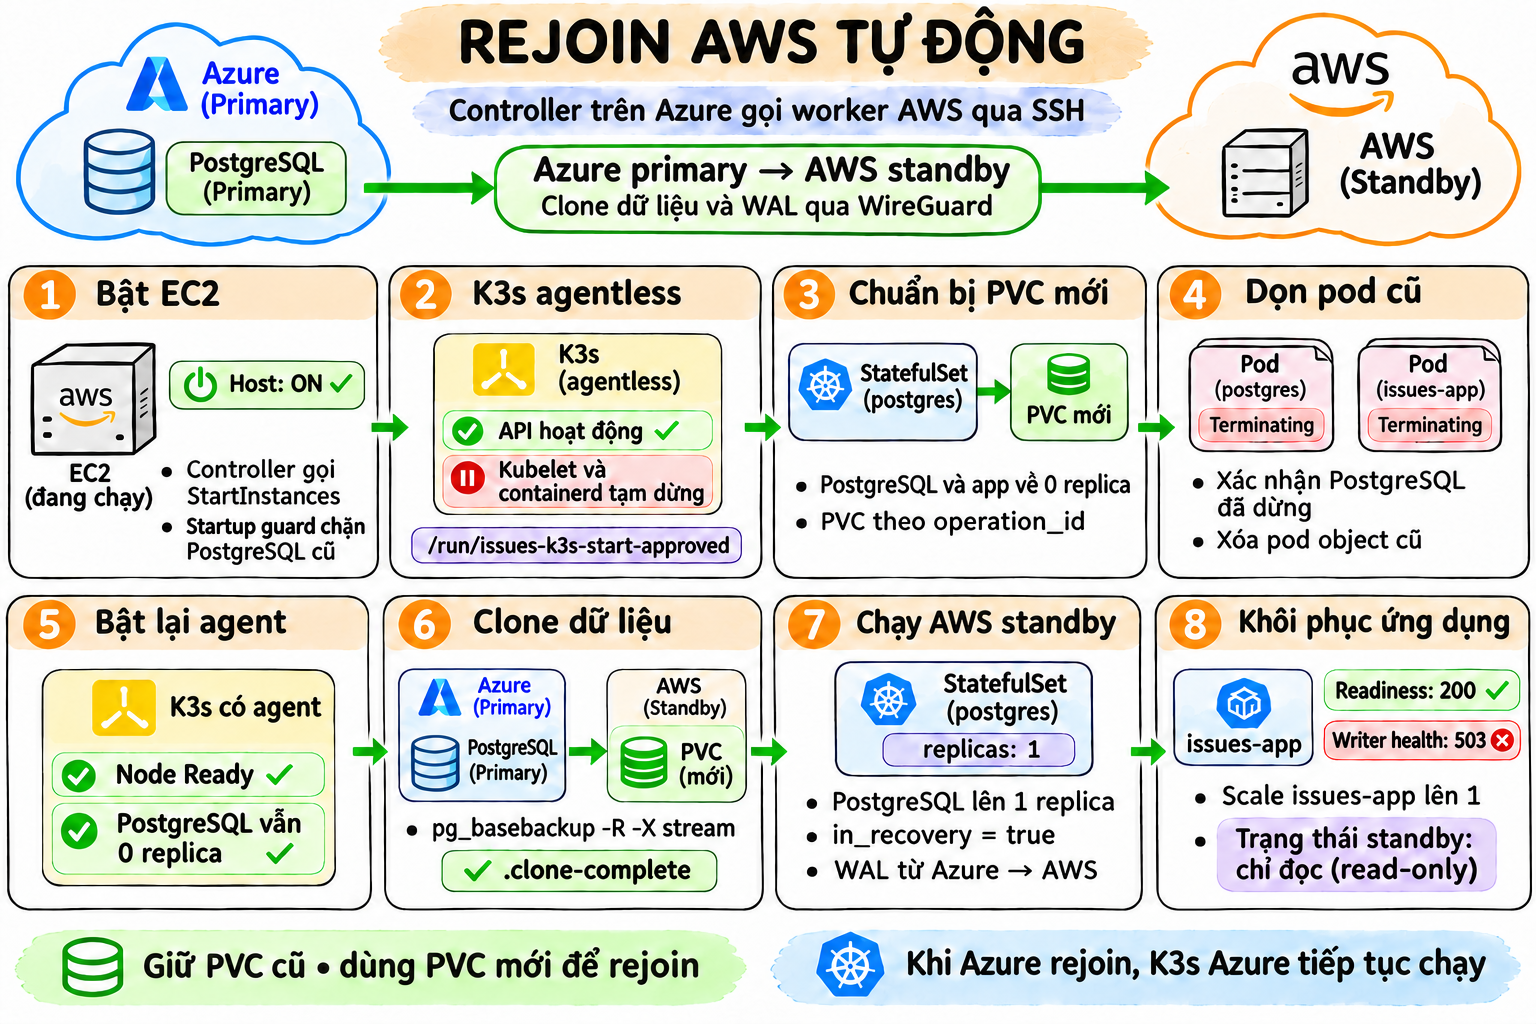 REJOIN AWS TỰ ĐỘNG
Controller trên Azure gọi worker AWS qua SSH
Azure
(Primary)
PostgreSQL
(Primary)
Azure primary → AWS standby
Clone dữ liệu và WAL qua WireGuard
aws
AWS
(Standby)
1 Bật EC2
aws
Host: ON
EC2
(đang chạy)
• Controller gọi
StartInstances
• Startup guard chặn
PostgreSQL cũ
2 K3s agentless
K3s
(agentless)
API hoạt động
Kubelet và
containerd tạm dừng
/run/issues-k3s-start-approved
3 Chuẩn bị PVC mới
StatefulSet
(postgres)
PVC mới
• PostgreSQL và app về 0 replica
• PVC theo operation_id
4 Dọn pod cũ
Pod
(postgres)
Terminating
Pod
(issues-app)
Terminating
• Xác nhận PostgreSQL
đã dừng
• Xóa pod object cũ
5 Bật lại agent
K3s có agent
Node Ready
PostgreSQL vẫn
0 replica
6 Clone dữ liệu
Azure
(Primary)
PostgreSQL
(Primary)
AWS
(Standby)
PVC
(mới)
• pg_basebackup -R -X stream
.clone-complete
7 Chạy AWS standby
StatefulSet
(postgres)
replicas: 1
• PostgreSQL lên 1 replica
• in_recovery = true
• WAL từ Azure → AWS
8 Khôi phục ứng dụng
issues-app
Readiness: 200
Writer health: 503
• Scale issues-app lên 1
• Trạng thái standby:
chỉ đọc (read-only)
Giữ PVC cũ • dùng PVC mới để rejoin
Khi Azure rejoin, K3s Azure tiếp tục chạy